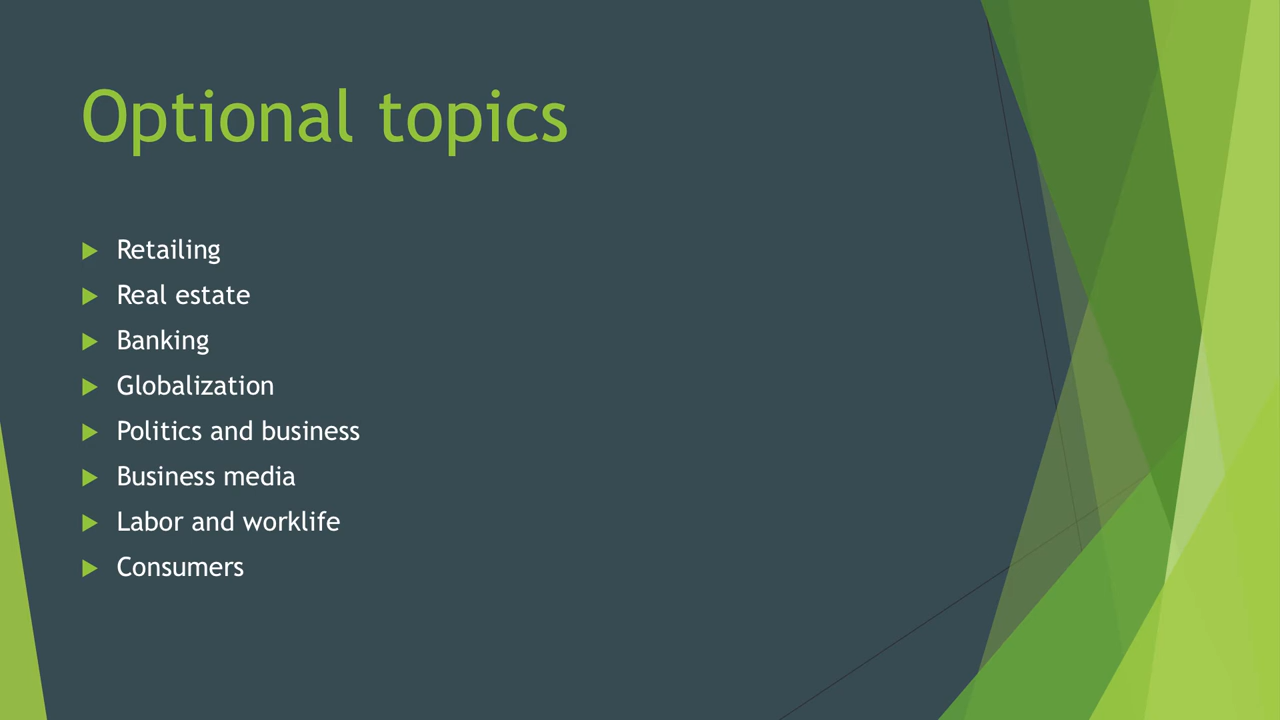 Optional topics
Retailing
Real estate
Banking
Globalization
Politics and business
Business media
Labor and worklife
Consumers